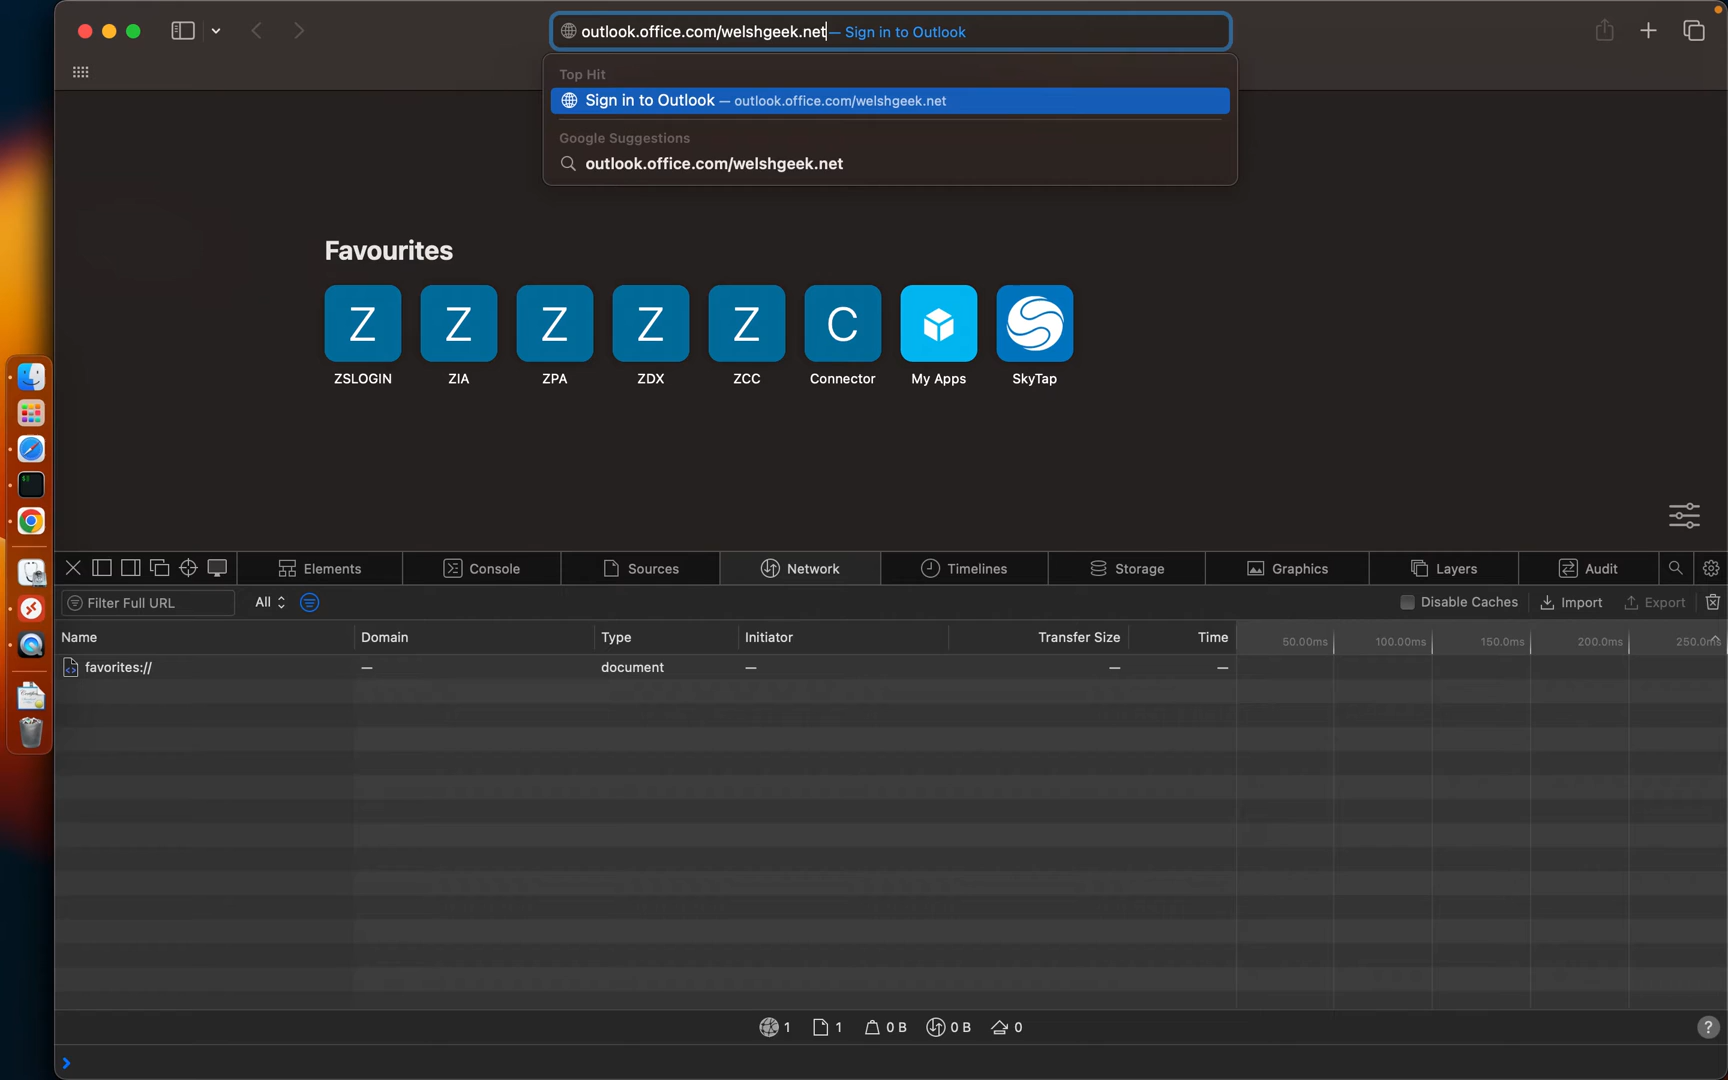 outlook.office.com/welshgeek.net — Sign in to Outlook
Top Hit
Sign in to Outlook — outlook.office.com/welshgeek.net
Google Suggestions
outlook.office.com/welshgeek.net
Favourites
Z Z Z Z Z C
ZSLOGIN ZIA ZPA ZDX ZCC Connector My Apps SkyTap
Elements Console Sources Network Timelines Storage Graphics Layers Audit
Filter Full URL All Disable Caches Import Export
Name Domain Type Initiator Transfer Size Time 50.00ms 100.00ms 150.0ms 200.0ms 250.0ms
favorites:// — document — — —
1 1 0 B 0 B 0 ?